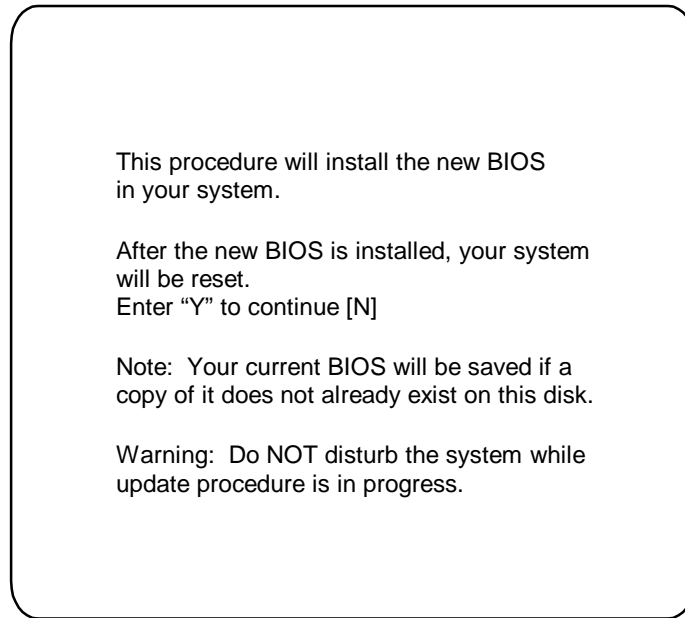 This procedure will install the new BIOS
in your system.
After the new BIOS is installed, your system
will be reset.
Enter “Y” to continue [N]
Note:  Your current BIOS will be saved if a
copy of it does not already exist on this disk.
Warning:  Do NOT disturb the system while
update procedure is in progress.